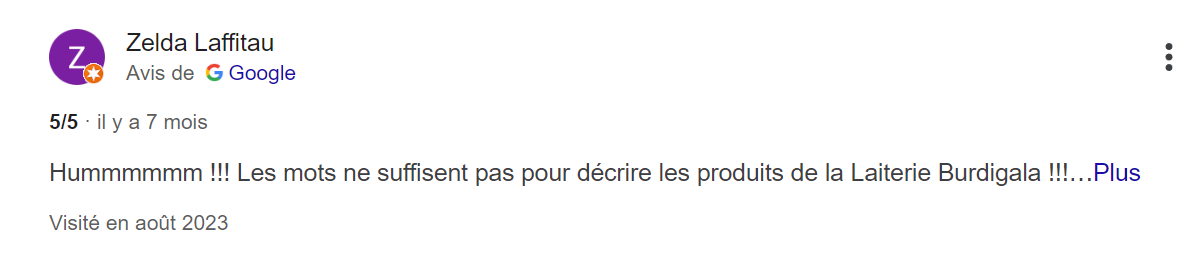 Z
Zelda Laffitau
Avis de Google
5/5 · il y a 7 mois
Hummmmmm !!! Les mots ne suffisent pas pour décrire les produits de la Laiterie Burdigala !!!…Plus
Visité en août 2023